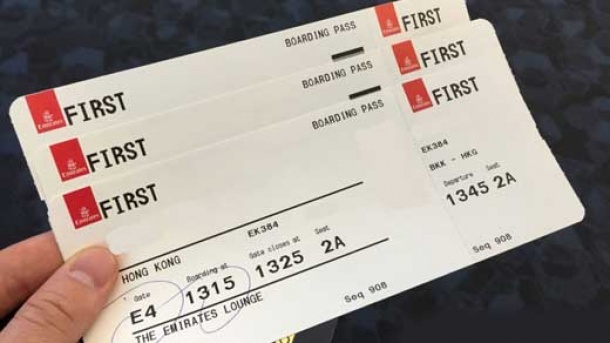 BOARDING PASS
FIRST
Emirates FIRST
BOARDING PASS
FIRST
Emirates FIRST
BOARDING PASS
Emirates FIRST
Emirates FIRST
EK384
BKK - HKG
Departure Seat
1345 2A
Seq 908
EK384
HONG KONG
Gate Boarding at Gate closes at Seat
E4 1315 1325 2A
THE EMIRATES LOUNGE
Seq 908